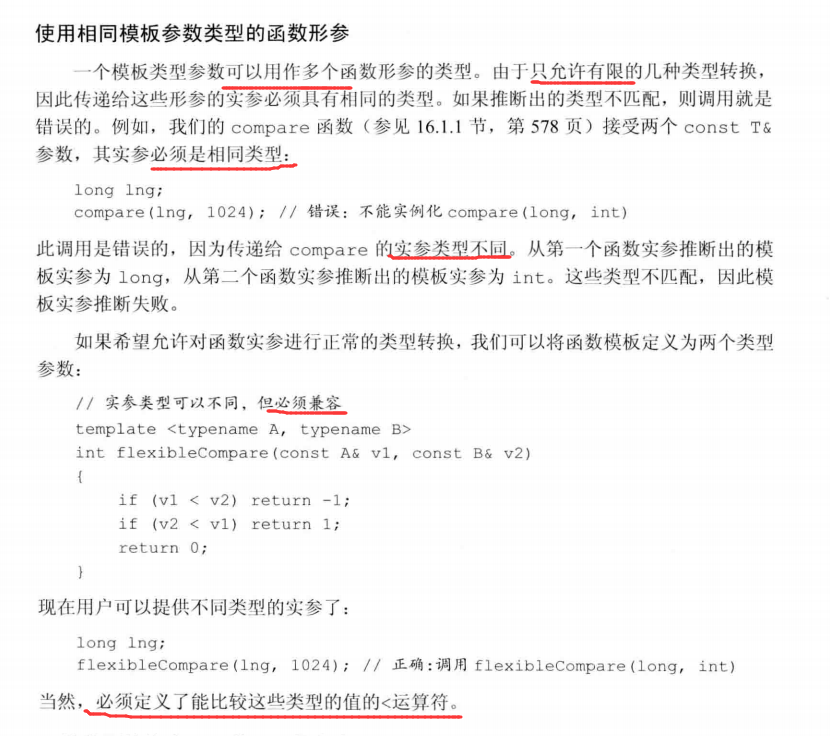 使用相同模板参数类型的函数形参
一个模板类型参数可以用作多个函数形参的类型。由于只允许有限的几种类型转换，
因此传递给这些形参的实参必须具有相同的类型。如果推断出的类型不匹配，则调用就是
错误的。例如，我们的 compare 函数（参见 16.1.1 节，第 578 页）接受两个 const T&
参数，其实参必须是相同类型：
long lng;
compare(lng, 1024); // 错误：不能实例化 compare(long, int)
此调用是错误的，因为传递给 compare 的实参类型不同。从第一个函数实参推断出的模
板实参为 long，从第二个函数实参推断出的模板实参为 int。这些类型不匹配，因此模
板实参推断失败。
如果希望允许对函数实参进行正常的类型转换，我们可以将函数模板定义为两个类型
参数：
// 实参类型可以不同，但必须兼容
template <typename A, typename B>
int flexibleCompare(const A& v1, const B& v2)
{
if (v1 < v2) return -1;
if (v2 < v1) return 1;
return 0;
}
现在用户可以提供不同类型的实参了：
long lng;
flexibleCompare(lng, 1024); // 正确：调用 flexibleCompare(long, int)
当然，必须定义了能比较这些类型的值的<运算符。